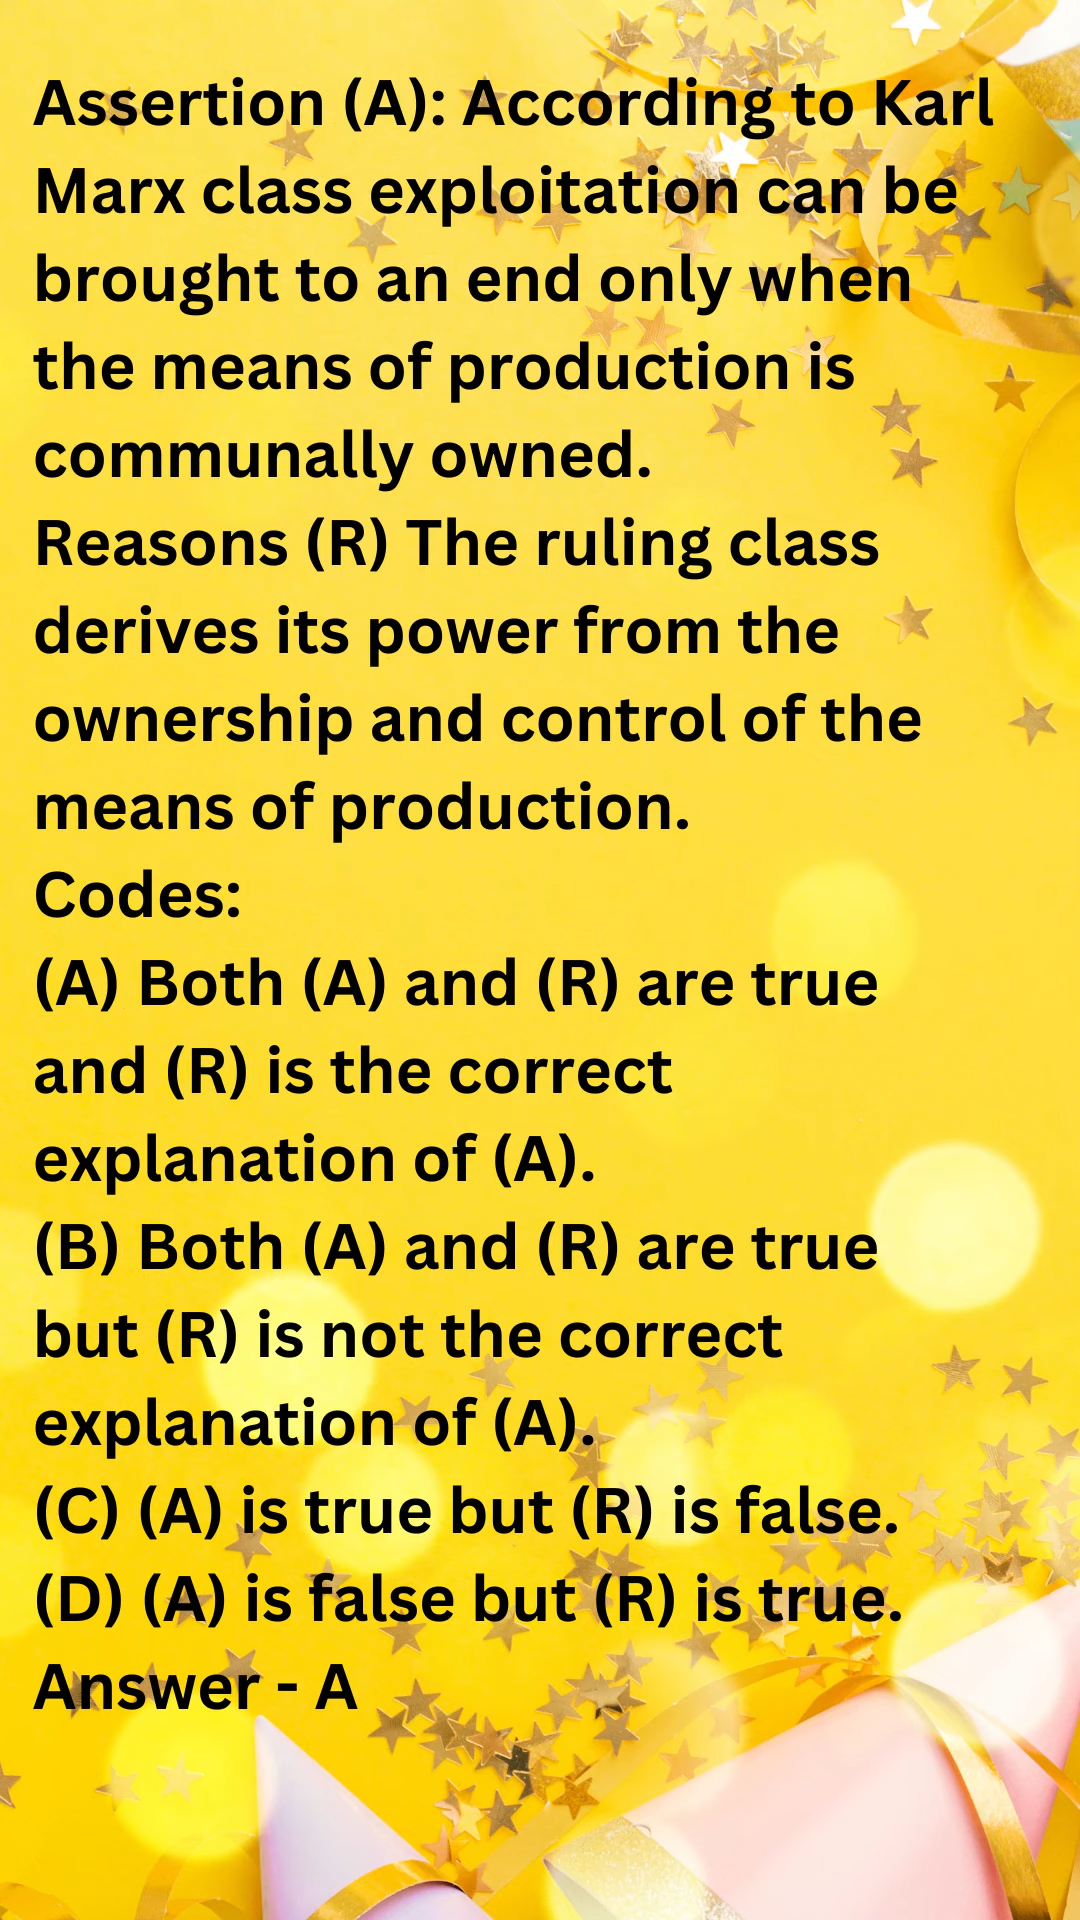 Assertion (A): According to Karl
Marx class exploitation can be
brought to an end only when
the means of production is
communally owned.
Reasons (R) The ruling class
derives its power from the
ownership and control of the
means of production.
Codes:
(A) Both (A) and (R) are true
and (R) is the correct
explanation of (A).
(B) Both (A) and (R) are true
but (R) is not the correct
explanation of (A).
(C) (A) is true but (R) is false.
(D) (A) is false but (R) is true.
Answer - A